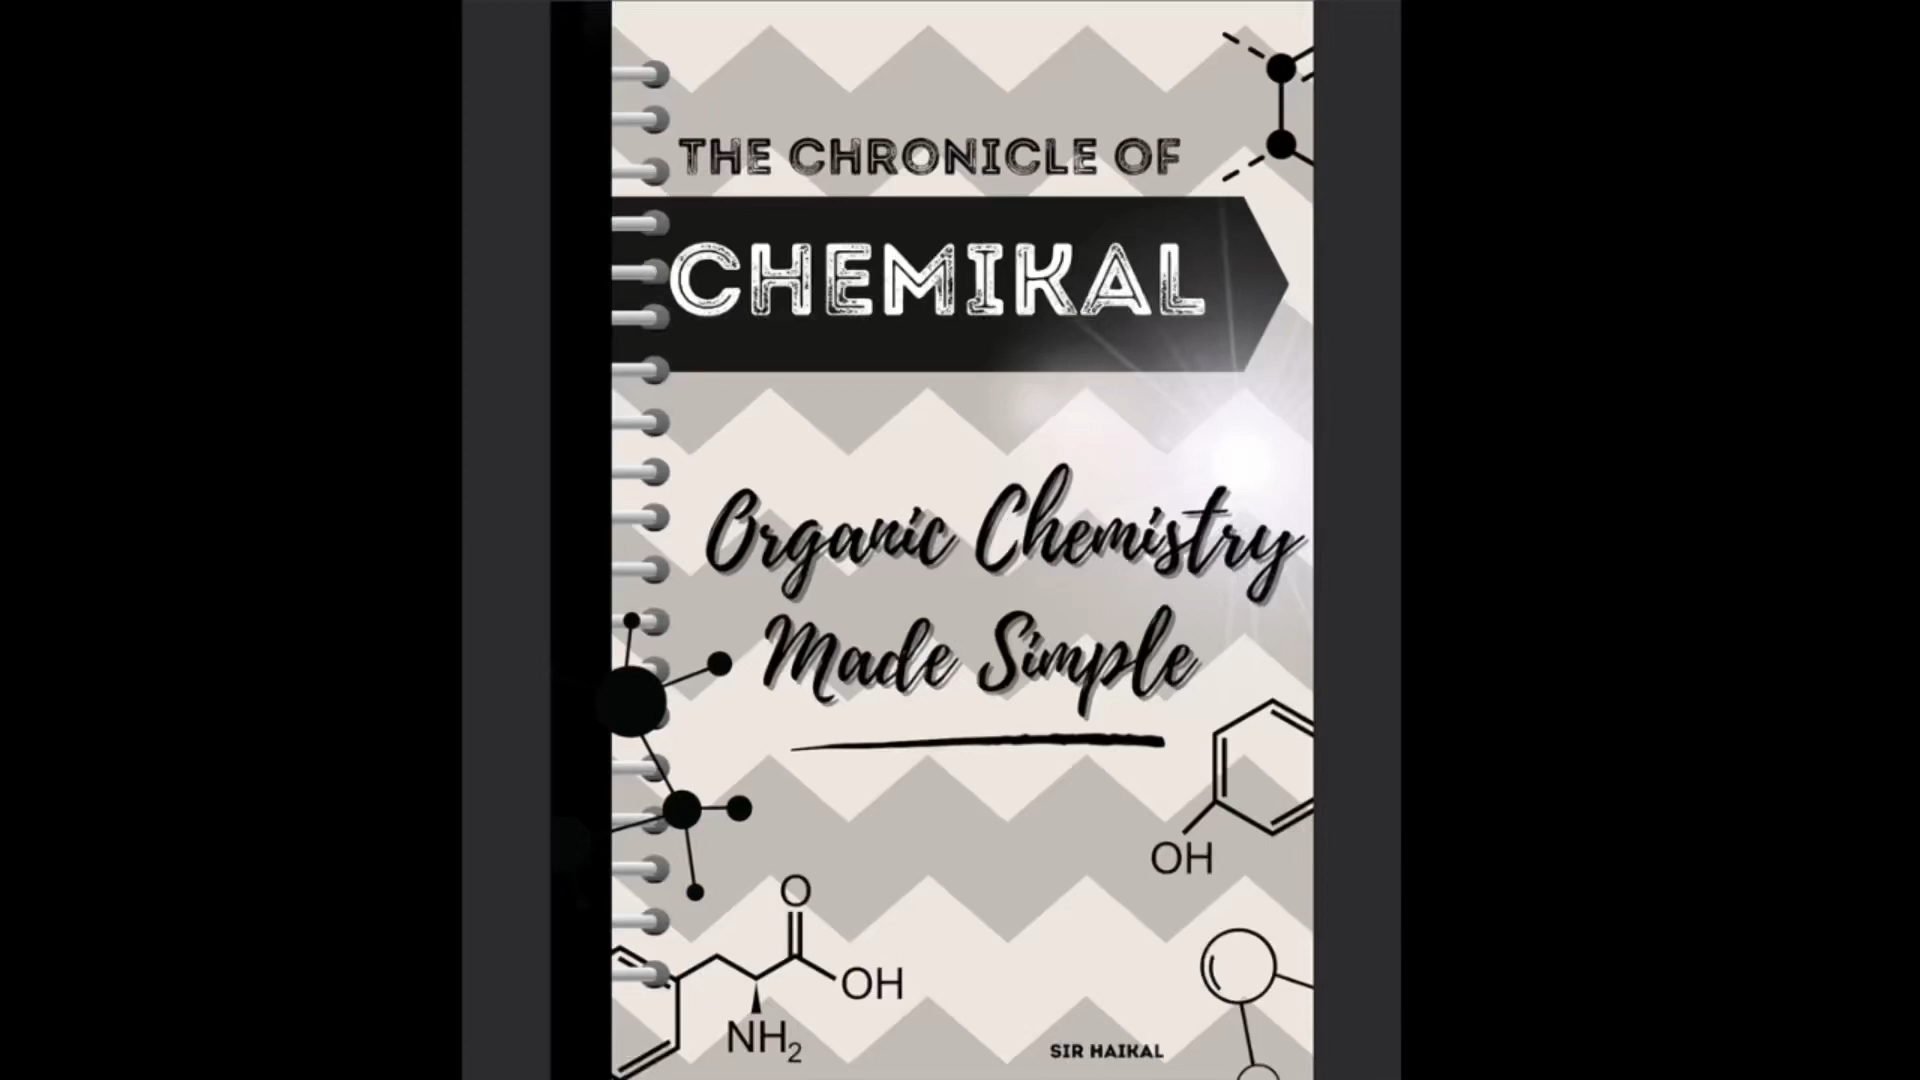 THE CHRONICLE OF
CHEMIKAL
Organic Chemistry
Made Simple
OH
O
OH
NH₂
SIR HAIKAL